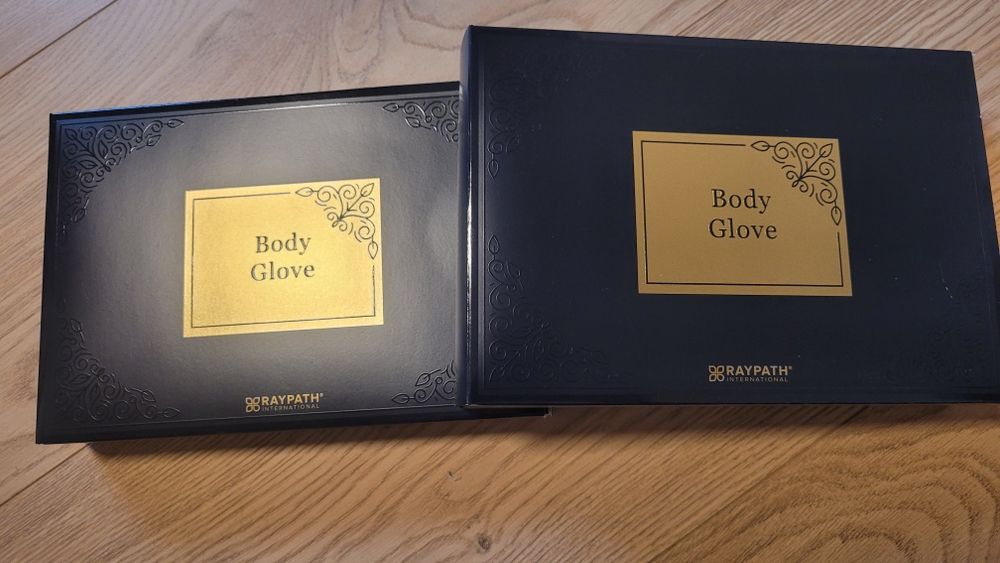 Body
Glove
RAYPATH®
INTERNATIONAL
Body
Glove
RAYPATH®
INTERNATIONAL